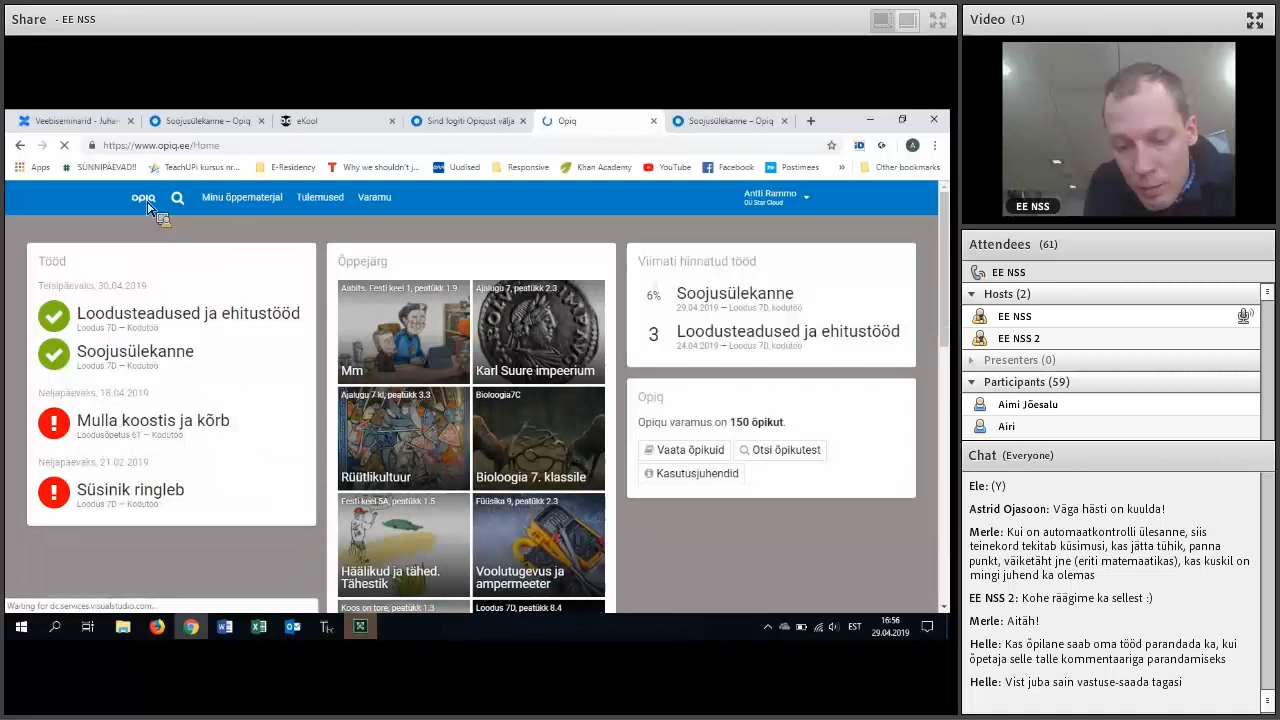 Share - EE NSS
Veebiseminarid - Juha
Soojusülekanne – Opiq
eKool
Sind logiti Opiqust välja
Opiq
Soojusülekanne – Opiq
https://www.opiq.ee/Home
Apps
SÜNNIPÄEVAD!!
TeachUPi kursus nr...
E-Residency
Why we shouldn't j...
Uudised
Responsive
Khan Academy
YouTube
Facebook
Postimees
»
Other bookmarks
opiq
Minu õppematerjal
Tulemused
Varamu
Antti Rammo
OÜ Star Cloud
Tööd
Teisipäevaks, 30.04.2019
Loodusteadused ja ehitustööd
Loodus 7D — Kodutöö
Soojusülekanne
Loodus 7D — Kodutöö
Neljapäevaks, 18.04.2019
Mulla koostis ja kõrb
Loodusõpetus 6T — Kodutöö
Neljapäevaks, 21.02.2019
Süsinik ringleb
Loodus 7D — Kodutöö
Õppejärg
Aabits. Eesti keel 1, peatükk 1.9
Mm
Ajalugu 7, peatükk 2.3
Karl Suure impeerium
Ajalugu 7 kl, peatükk 3.3
Rüütlikultuur
Bioloogia7C
Bioloogia 7. klassile
Eesti keel 5A, peatükk 1.5
Häälikud ja tähed.
Tähestik
Füüsika 9, peatükk 2.3
Voolutugevus ja
ampermeeter
Koos on tore, peatükk 1.3
Loodus 7D, peatükk 8.4
Viimati hinnatud tööd
6%
Soojusülekanne
29.04.2019 — Loodus 7D, kodutöö
3
Loodusteadused ja ehitustööd
24.04.2019 — Loodus 7D, kodutöö
Opiq
Opiqu varamus on 150 õpikut.
Vaata õpikuid
Otsi õpikutest
Kasutusjuhendid
Waiting for dc.services.visualstudio.com...
EST
16:56
29.04.2019
Video (1)
EE NSS
Attendees (61)
EE NSS
Hosts (2)
EE NSS
EE NSS 2
Presenters (0)
Participants (59)
Aimi Jõesalu
Airi
Chat (Everyone)
Ele: (Y)
Astrid Ojasoon: Väga hästi on kuulda!
Merle: Kui on automaatkontrolli ülesanne, siis
teinekord tekitab küsimusi, kas jätta tühik, panna
punkt, väiketäht jne (eriti matemaatikas), kas kuskil on
mingi juhend ka olemas
EE NSS 2: Kohe räägime ka sellest :)
Merle: Aitäh!
Helle: Kas õpilane saab oma tööd parandada ka, kui
õpetaja selle talle kommentaariga parandamiseks
Helle: Vist juba sain vastuse-saada tagasi